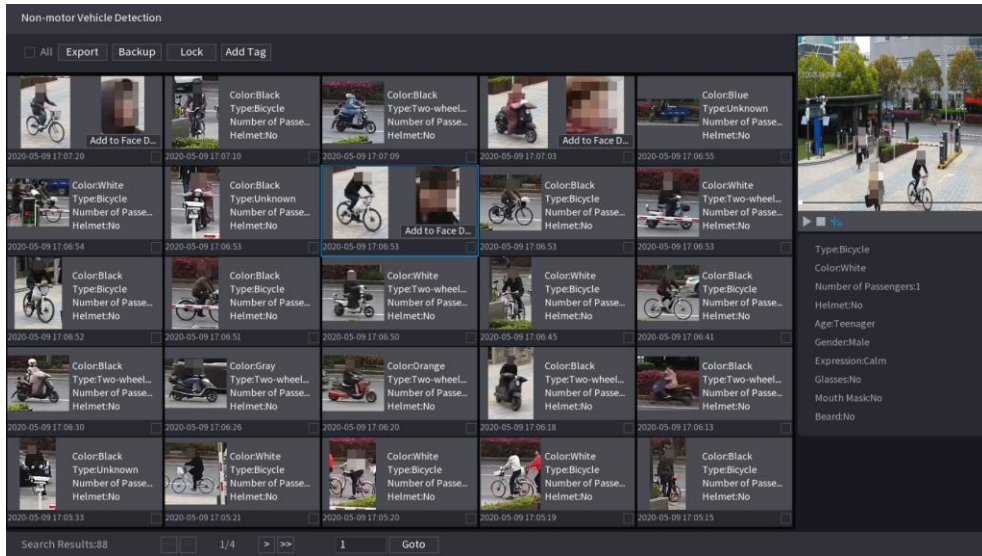 Non-motor Vehicle Detection
All Export Backup Lock Add Tag
Add to Face D...
2020-05-09 17:07:20
Color:Black
Type:Bicycle
Number of Passe...
Helmet:No
2020-05-09 17:07:10
Color:Black
Type:Two-wheel...
Number of Passe...
Helmet:No
2020-05-09 17:07:09
Add to Face D...
2020-05-09 17:07:03
Color:Blue
Type:Unknown
Number of Passe...
Helmet:No
2020-05-09 17:06:55
Color:White
Type:Bicycle
Number of Passe...
Helmet:No
2020-05-09 17:06:54
Color:Black
Type:Unknown
Number of Passe...
Helmet:No
2020-05-09 17:06:53
Add to Face D...
2020-05-09 17:06:53
Color:Black
Type:Bicycle
Number of Passe...
Helmet:No
2020-05-09 17:06:53
Color:White
Type:Two-wheel...
Number of Passe...
Helmet:No
2020-05-09 17:06:53
Color:Black
Type:Bicycle
Number of Passe...
Helmet:No
2020-05-09 17:06:52
Color:Black
Type:Bicycle
Number of Passe...
Helmet:No
2020-05-09 17:06:51
Color:White
Type:Two-wheel...
Number of Passe...
Helmet:No
2020-05-09 17:06:50
Color:White
Type:Bicycle
Number of Passe...
Helmet:No
2020-05-09 17:06:45
Color:Black
Type:Bicycle
Number of Passe...
Helmet:No
2020-05-09 17:06:41
Color:Black
Type:Two-wheel...
Number of Passe...
Helmet:No
2020-05-09 17:06:30
Color:Gray
Type:Two-wheel...
Number of Passe...
Helmet:No
2020-05-09 17:06:26
Color:Orange
Type:Two-wheel...
Number of Passe...
Helmet:No
2020-05-09 17:06:20
Color:Black
Type:Two-wheel...
Number of Passe...
Helmet:No
2020-05-09 17:06:18
Color:Black
Type:Two-wheel...
Number of Passe...
Helmet:No
2020-05-09 17:06:13
Color:Black
Type:Unknown
Number of Passe...
Helmet:No
2020-05-09 17:05:33
Color:White
Type:Bicycle
Number of Passe...
Helmet:No
2020-05-09 17:05:21
Color:White
Type:Bicycle
Number of Passe...
Helmet:No
2020-05-09 17:05:20
Color:White
Type:Bicycle
Number of Passe...
Helmet:No
2020-05-09 17:05:19
Color:Black
Type:Bicycle
Number of Passe...
Helmet:No
2020-05-09 17:05:15
Type:Bicycle
Color:White
Number of Passengers:1
Helmet:No
Age:Teenager
Gender:Male
Expression:Calm
Glasses:No
Mouth Mask:No
Beard:No
Search Results:88 1/4 > >> 1 Goto